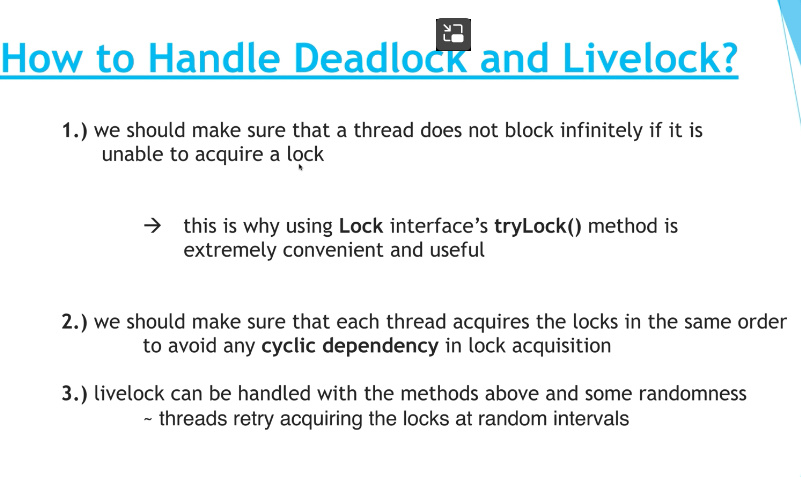 How to Handle Deadlock and Livelock?
1.) we should make sure that a thread does not block infinitely if it is
unable to acquire a lock
→ this is why using Lock interface's tryLock() method is
extremely convenient and useful
2.) we should make sure that each thread acquires the locks in the same order
to avoid any cyclic dependency in lock acquisition
3.) livelock can be handled with the methods above and some randomness
~ threads retry acquiring the locks at random intervals